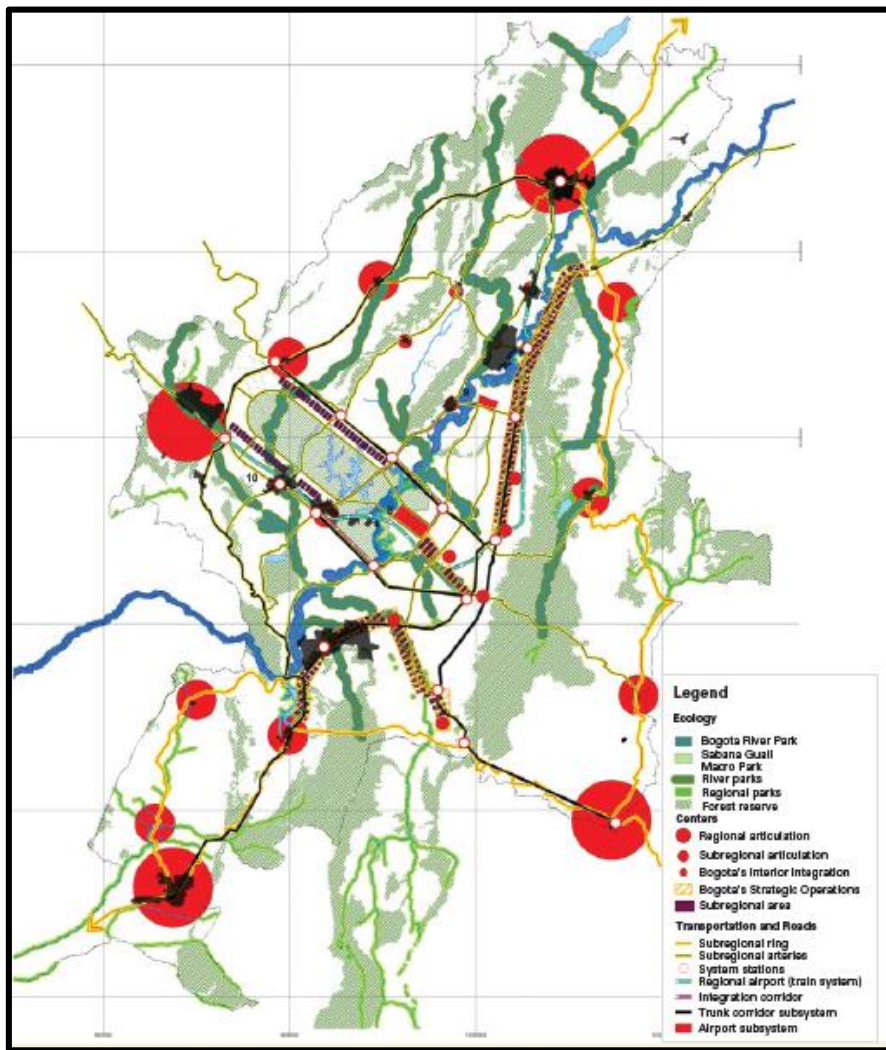 10
Legend
Ecology
Bogota River Park
Sabana Guali
Macro Park
River parks
Regional parks
Forest reserve
Centers
Regional articulation
Subregional articulation
Bogota's Interior Integration
Bogota's Strategic Operations
Subregional area
Transportation and Roads
Subregional ring
Subregional arteries
System stations
Regional airport (train system)
Integration corridor
Trunk corridor subsystem
Airport subsystem